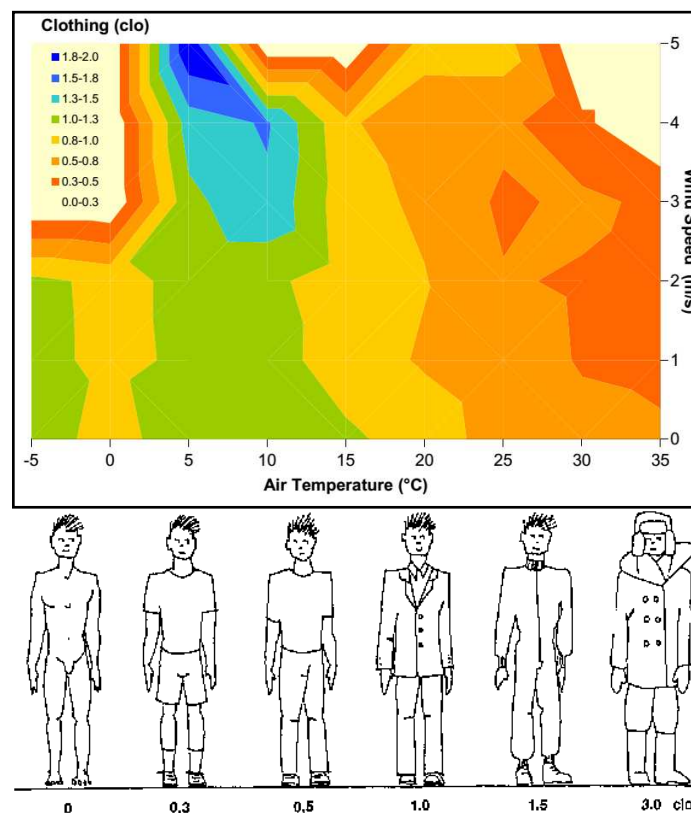 Clothing (clo)
1.8-2.0
1.5-1.8
1.3-1.5
1.0-1.3
0.8-1.0
0.5-0.8
0.3-0.5
0.0-0.3
5
4
3
2
1
0
Wind Speed (m/s)
-5 0 5 10 15 20 25 30 35
Air Temperature (°C)
0 0.3 0.5 1.0 1.5 3.0 clo